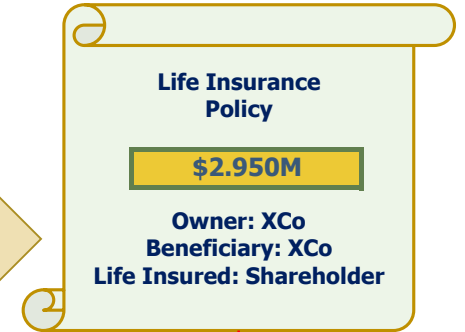 Life Insurance
Policy
$2.950M
Owner: XCo
Beneficiary: XCo
Life Insured: Shareholder